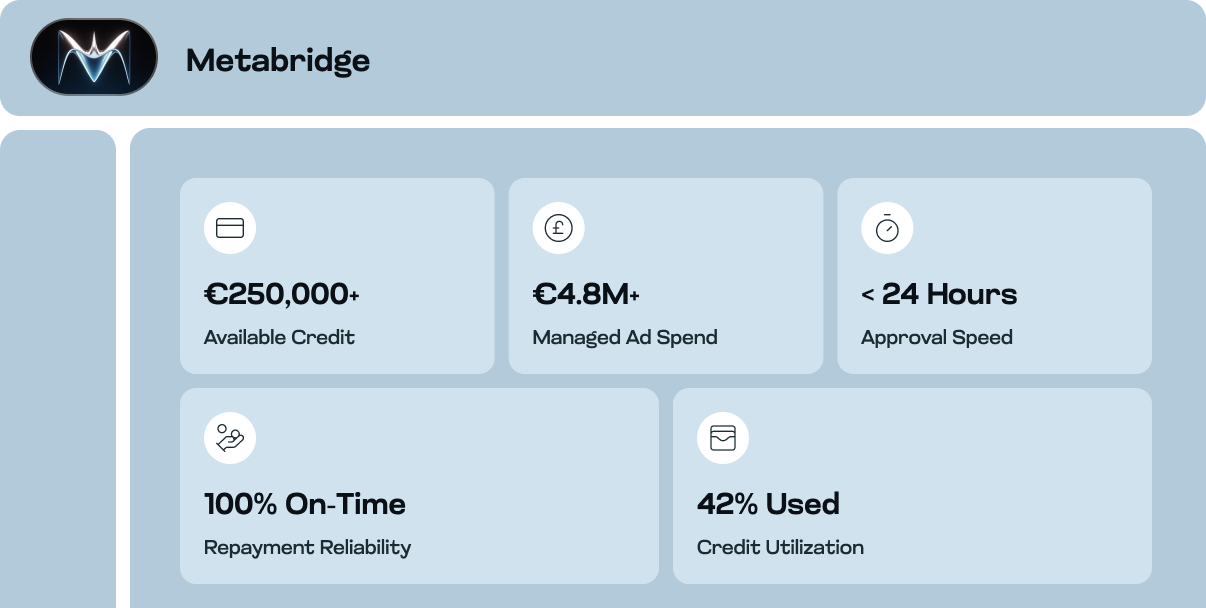 Metabridge
€250,000+
Available Credit
€4.8M+
Managed Ad Spend
< 24 Hours
Approval Speed
100% On-Time
Repayment Reliability
42% Used
Credit Utilization